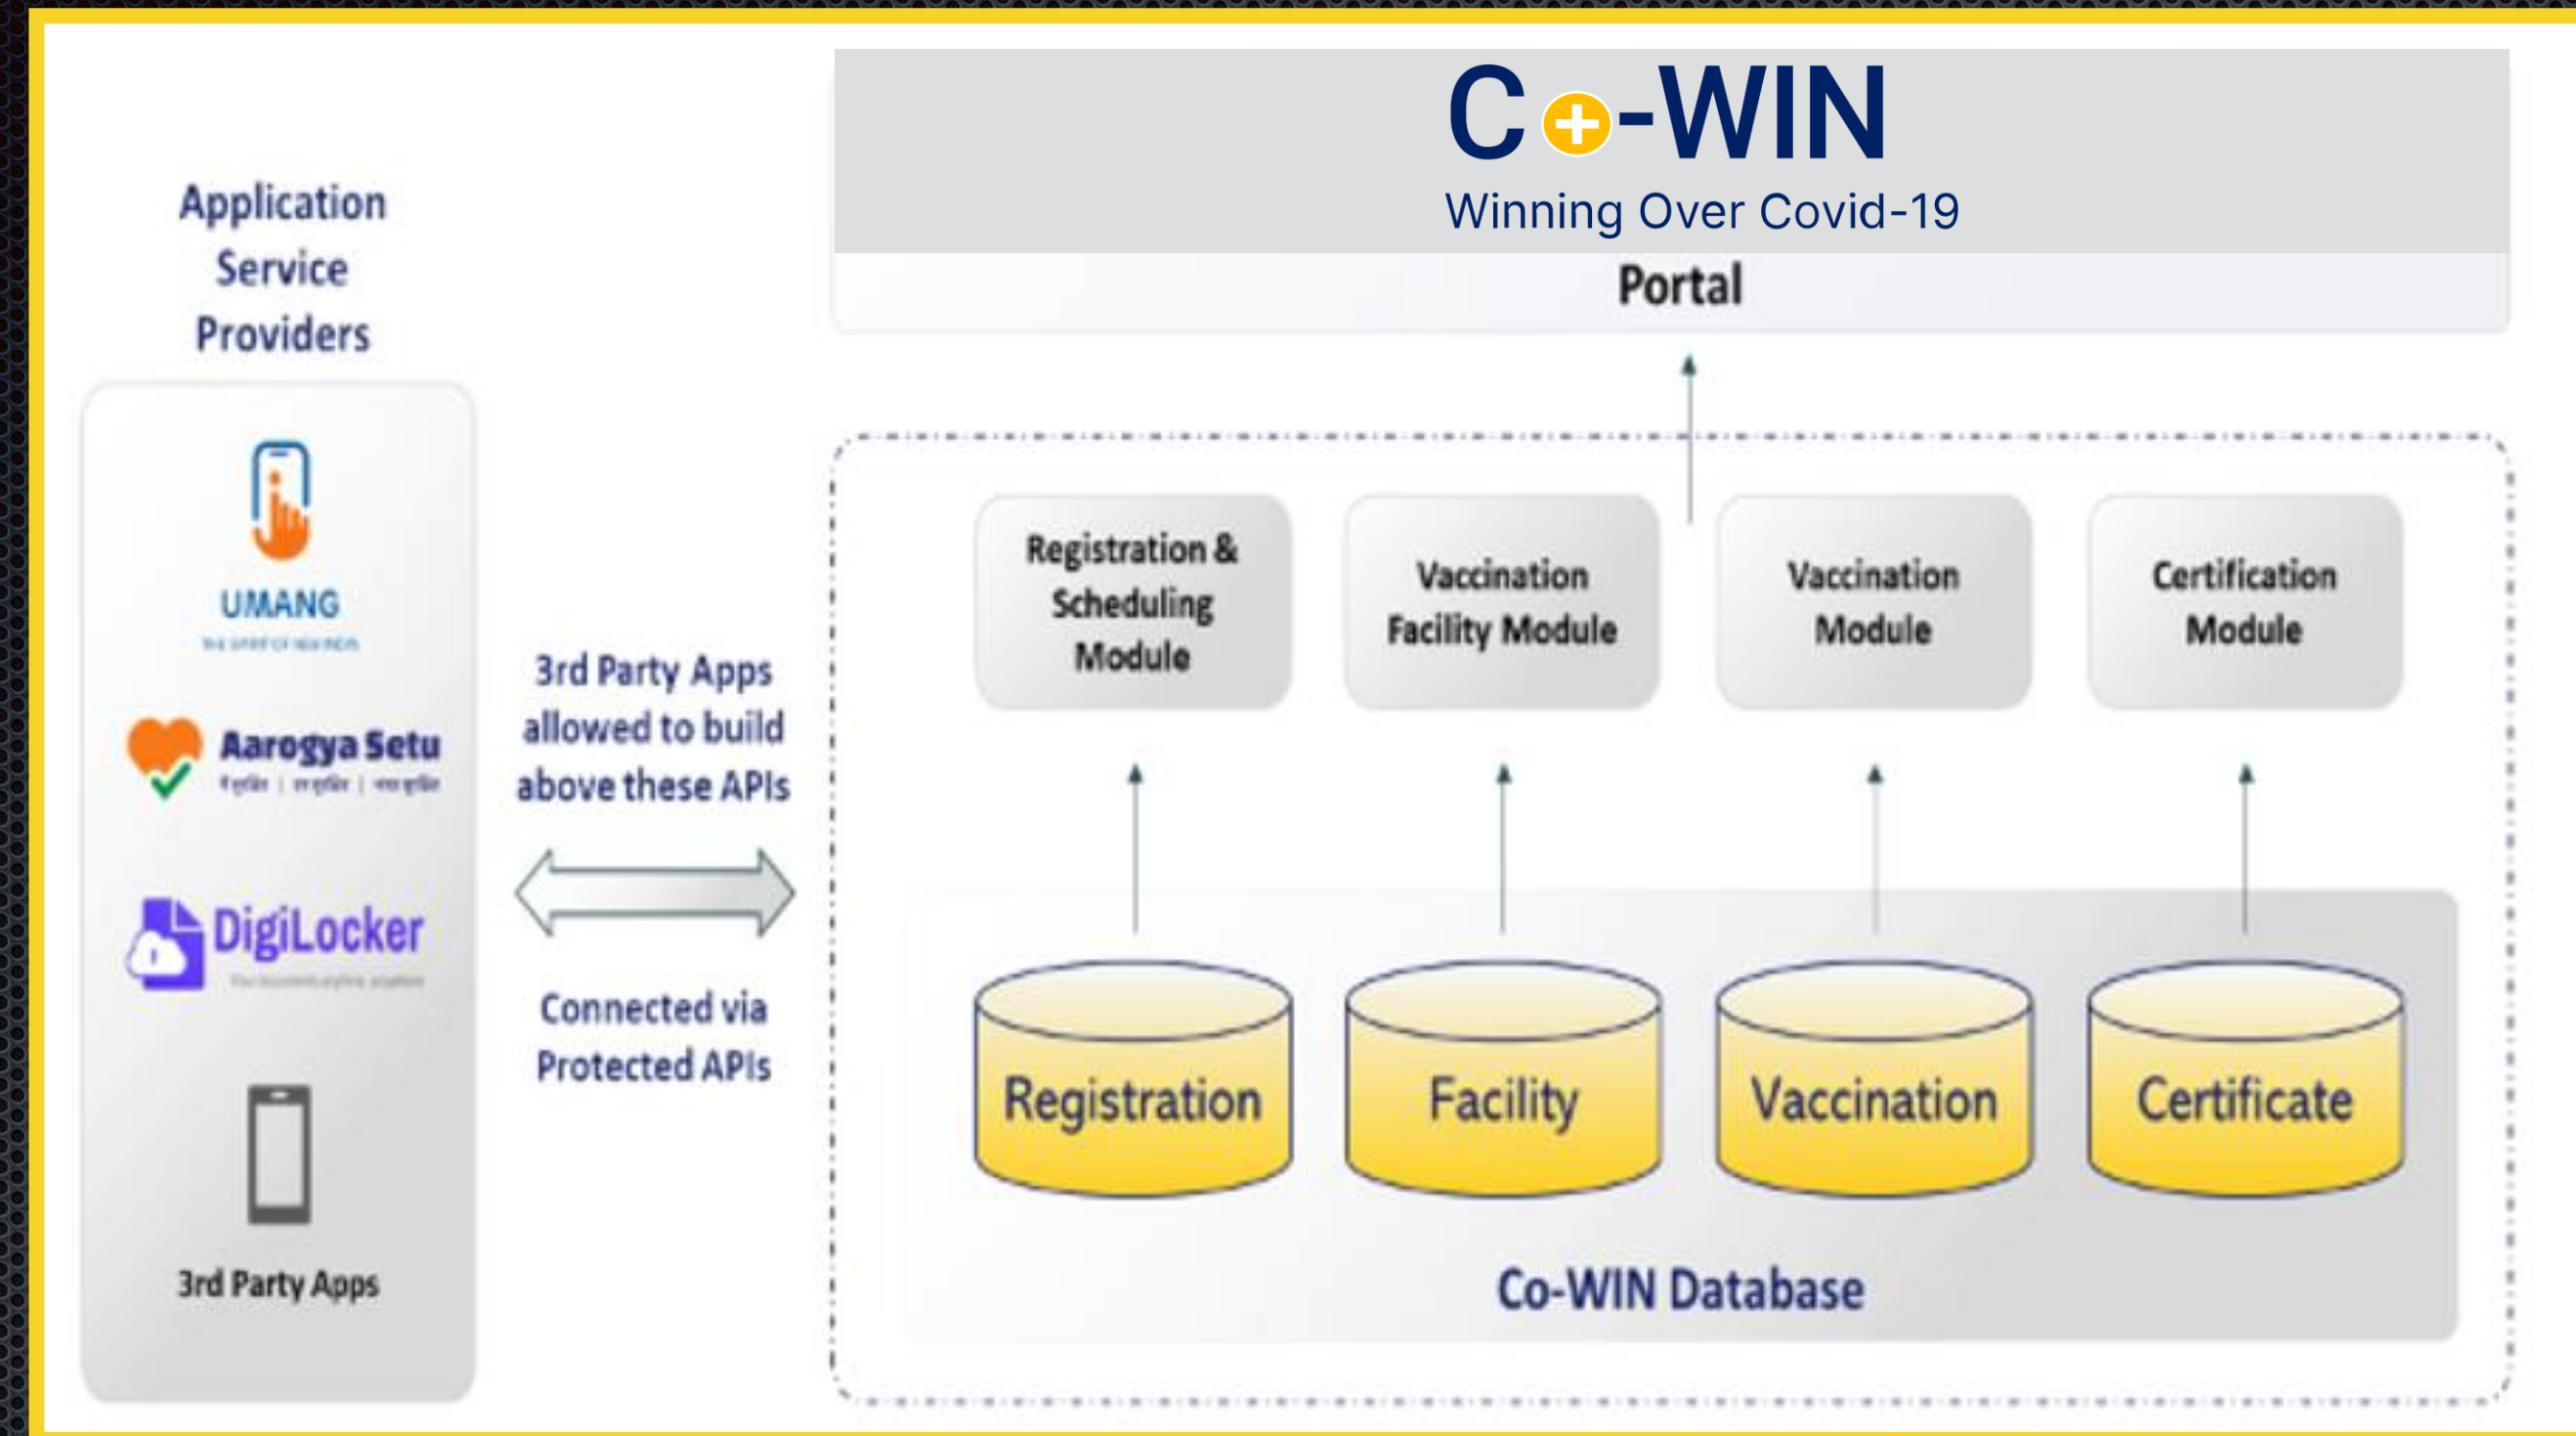 Co-WIN
Winning Over Covid-19
Portal
Application
Service
Providers
UMANG
Aarogya Setu
DigiLocker
3rd Party Apps
3rd Party Apps
allowed to build
above these APIs
Connected via
Protected APIs
Registration &
Scheduling
Module
Vaccination
Facility Module
Vaccination
Module
Certification
Module
Registration
Facility
Vaccination
Certificate
Co-WIN Database